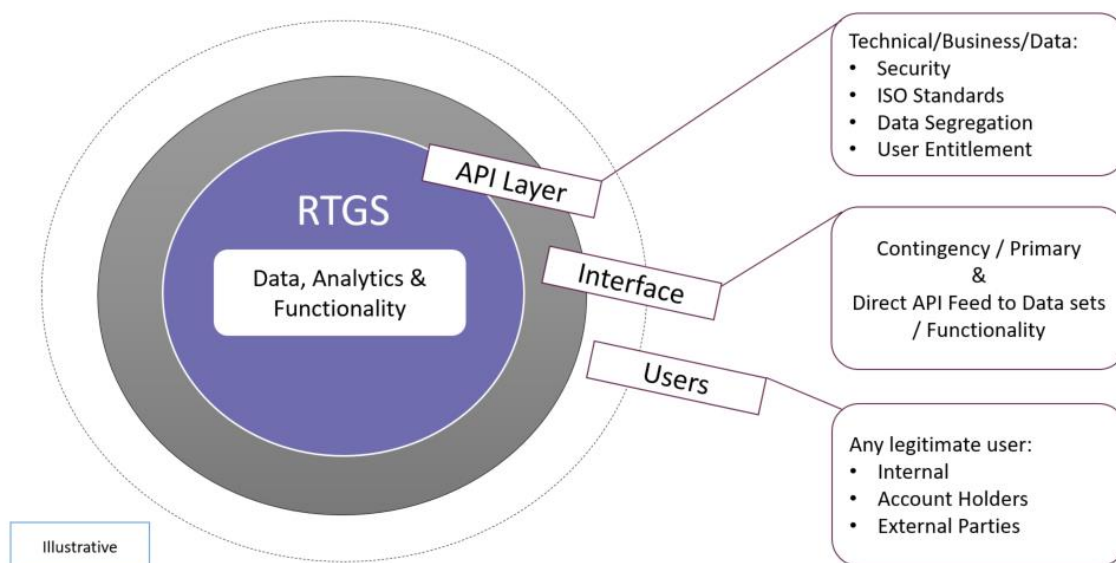 RTGS
Data, Analytics &
Functionality
API Layer
Interface
Users
Technical/Business/Data:
• Security
• ISO Standards
• Data Segregation
• User Entitlement
Contingency / Primary
&
Direct API Feed to Data sets
/ Functionality
Any legitimate user:
• Internal
• Account Holders
• External Parties
Illustrative